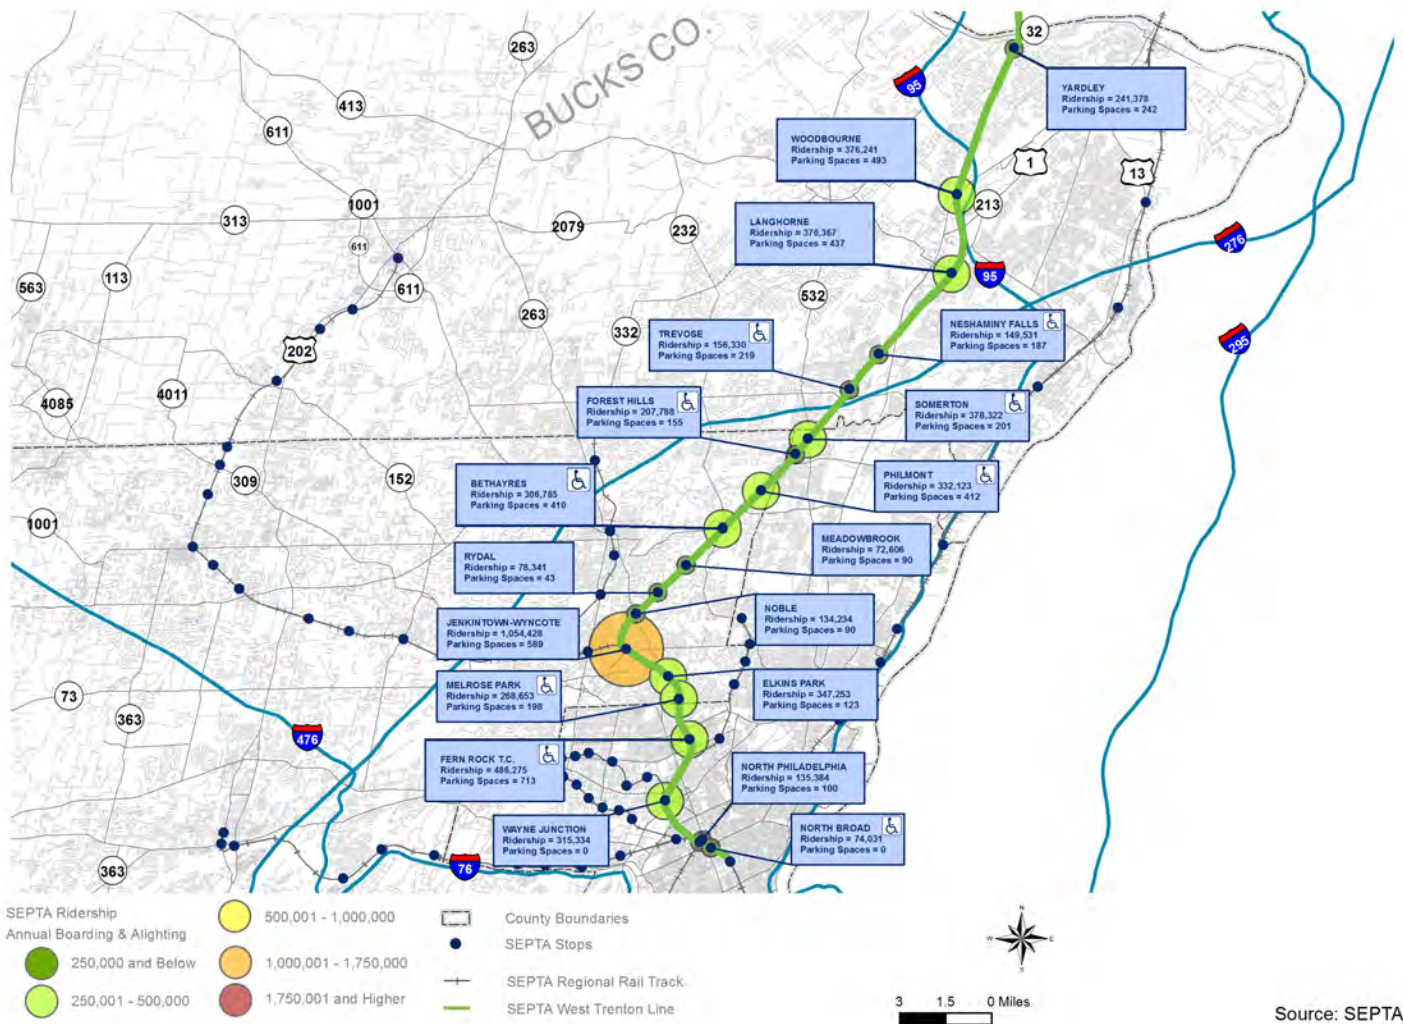 32
263
BUCKS CO.
95
YARDLEY
Ridership = 241,378
Parking Spaces = 242
413
611
WOODBOURNE
Ridership = 376,241
Parking Spaces = 493
1
13
1001
213
313
2079
232
LANGHORNE
Ridership = 376,367
Parking Spaces = 437
276
611
95
563
113
611
532
263
332
TREVOSE
Ridership = 156,330
Parking Spaces = 219
NESHAMINY FALLS
Ridership = 149,531
Parking Spaces = 187
295
202
4085
4011
FOREST HILLS
Ridership = 207,788
Parking Spaces = 155
SOMERTON
Ridership = 378,322
Parking Spaces = 201
309
152
BETHAYRES
Ridership = 306,785
Parking Spaces = 410
PHILMONT
Ridership = 332,123
Parking Spaces = 412
1001
MEADOWBROOK
Ridership = 72,606
Parking Spaces = 90
RYDAL
Ridership = 78,341
Parking Spaces = 43
NOBLE
Ridership = 134,234
Parking Spaces = 90
JENKINTOWN-WYNCOTE
Ridership = 1,054,428
Parking Spaces = 589
73
363
MELROSE PARK
Ridership = 268,653
Parking Spaces = 198
ELKINS PARK
Ridership = 347,253
Parking Spaces = 123
476
FERN ROCK T.C.
Ridership = 486,275
Parking Spaces = 713
NORTH PHILADELPHIA
Ridership = 135,384
Parking Spaces = 100
WAYNE JUNCTION
Ridership = 315,334
Parking Spaces = 0
NORTH BROAD
Ridership = 74,031
Parking Spaces = 0
363
76
SEPTA Ridership
Annual Boarding & Alighting
250,000 and Below
250,001 - 500,000
500,001 - 1,000,000
1,000,001 - 1,750,000
1,750,001 and Higher
County Boundaries
SEPTA Stops
SEPTA Regional Rail Track
SEPTA West Trenton Line
N
W
E
S
3 1.5 0 Miles
Source: SEPTA